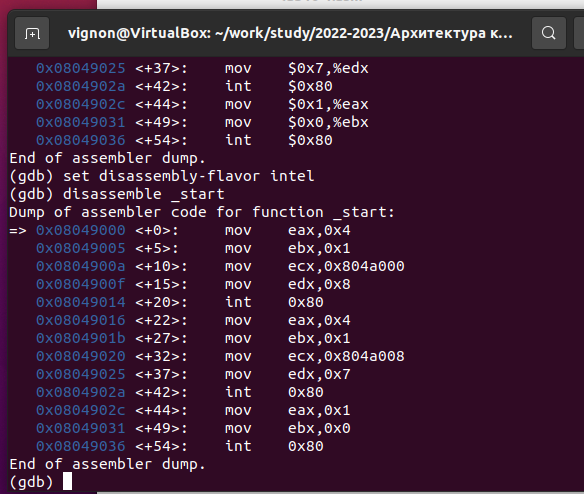 vignon@VirtualBox: ~/work/study/2022-2023/Архитектура к...
0x08049025 <+37>: mov $0x7,%edx
0x0804902a <+42>: int $0x80
0x0804902c <+44>: mov $0x1,%eax
0x08049031 <+49>: mov $0x0,%ebx
0x08049036 <+54>: int $0x80
End of assembler dump.
(gdb) set disassembly-flavor intel
(gdb) disassemble _start
Dump of assembler code for function _start:
=> 0x08049000 <+0>: mov eax,0x4
0x08049005 <+5>: mov ebx,0x1
0x0804900a <+10>: mov ecx,0x804a000
0x0804900f <+15>: mov edx,0x8
0x08049014 <+20>: int 0x80
0x08049016 <+22>: mov eax,0x4
0x0804901b <+27>: mov ebx,0x1
0x08049020 <+32>: mov ecx,0x804a008
0x08049025 <+37>: mov edx,0x7
0x0804902a <+42>: int 0x80
0x0804902c <+44>: mov eax,0x1
0x08049031 <+49>: mov ebx,0x0
0x08049036 <+54>: int 0x80
End of assembler dump.
(gdb)